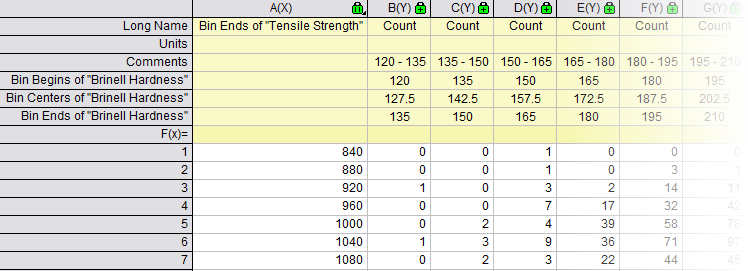 A(X) B(Y) C(Y) D(Y) E(Y) F(Y) G(Y)
Long Name Bin Ends of "Tensile Strength" Count Count Count Count Count Count
Units
Comments 120 - 135 135 - 150 150 - 165 165 - 180 180 - 195 195 - 210
Bin Begins of "Brinell Hardness" 120 135 150 165 180 195
Bin Centers of "Brinell Hardness" 127.5 142.5 157.5 172.5 187.5 202.5
Bin Ends of "Brinell Hardness" 135 150 165 180 195 210
F(x)=
1 840 0 0 1 0 0 0
2 880 0 0 1 0 3 1
3 920 1 0 3 2 14 11
4 960 0 0 7 17 32 42
5 1000 0 2 4 39 58 78
6 1040 1 3 9 36 71 97
7 1080 0 2 3 22 44 46